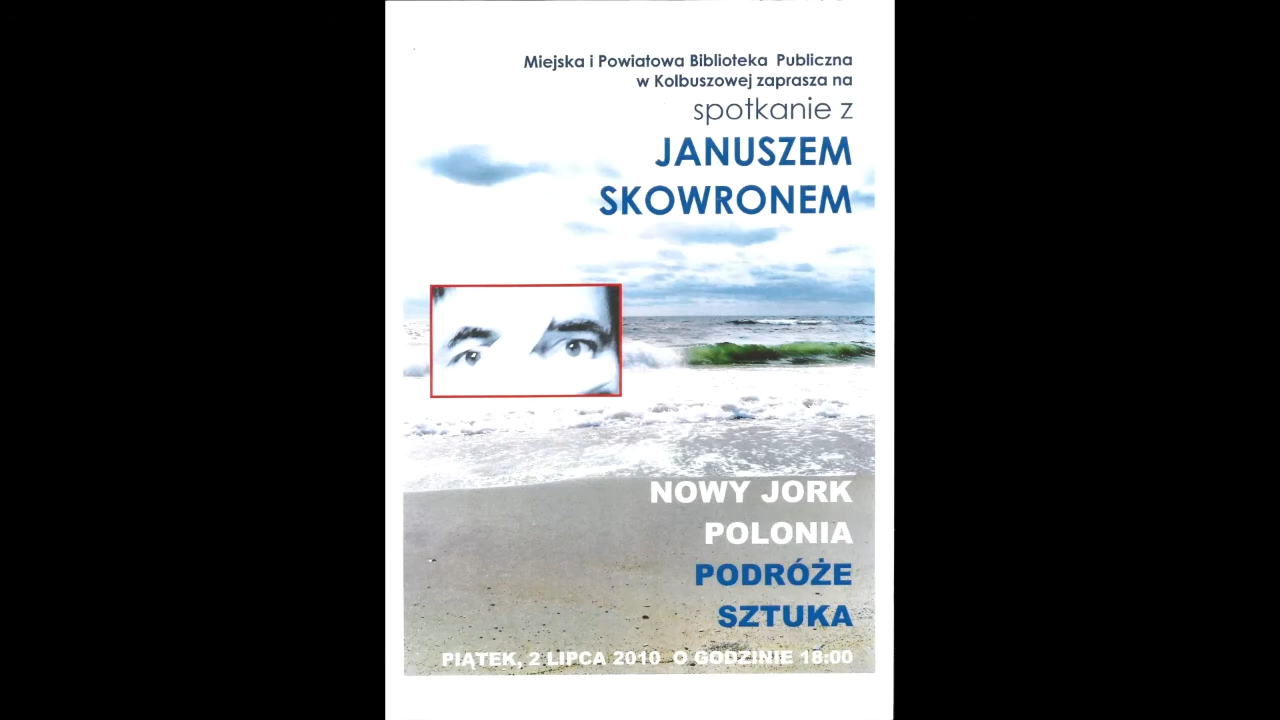 Miejska i Powiatowa Biblioteka Publiczna
w Kolbuszowej zaprasza na
spotkanie z
JANUSZEM
SKOWRONEM
NOWY JORK
POLONIA
PODRÓŻE
SZTUKA
PIĄTEK, 2 LIPCA 2010 O GODZINIE 18:00